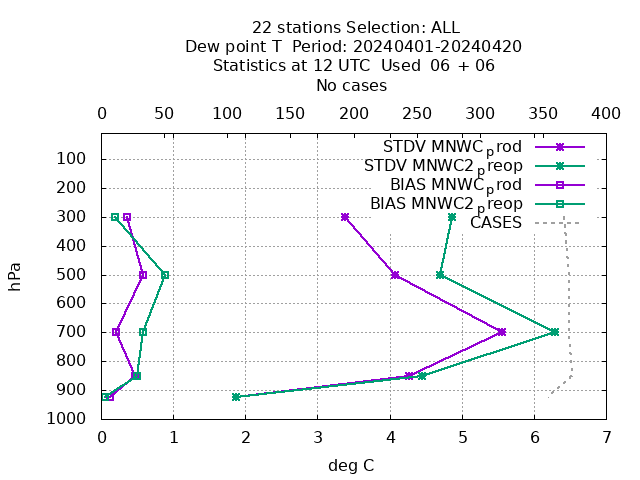 22 stations Selection: ALL
Dew point T  Period: 20240401-20240420
Statistics at 12 UTC  Used  06 + 06
No cases
0 50 100 150 200 250 300 350 400
STDV MNWC_prod
STDV MNWC2_preop
BIAS MNWC_prod
BIAS MNWC2_preop
CASES
hPa
100
200
300
400
500
600
700
800
900
1000
0 1 2 3 4 5 6 7
deg C